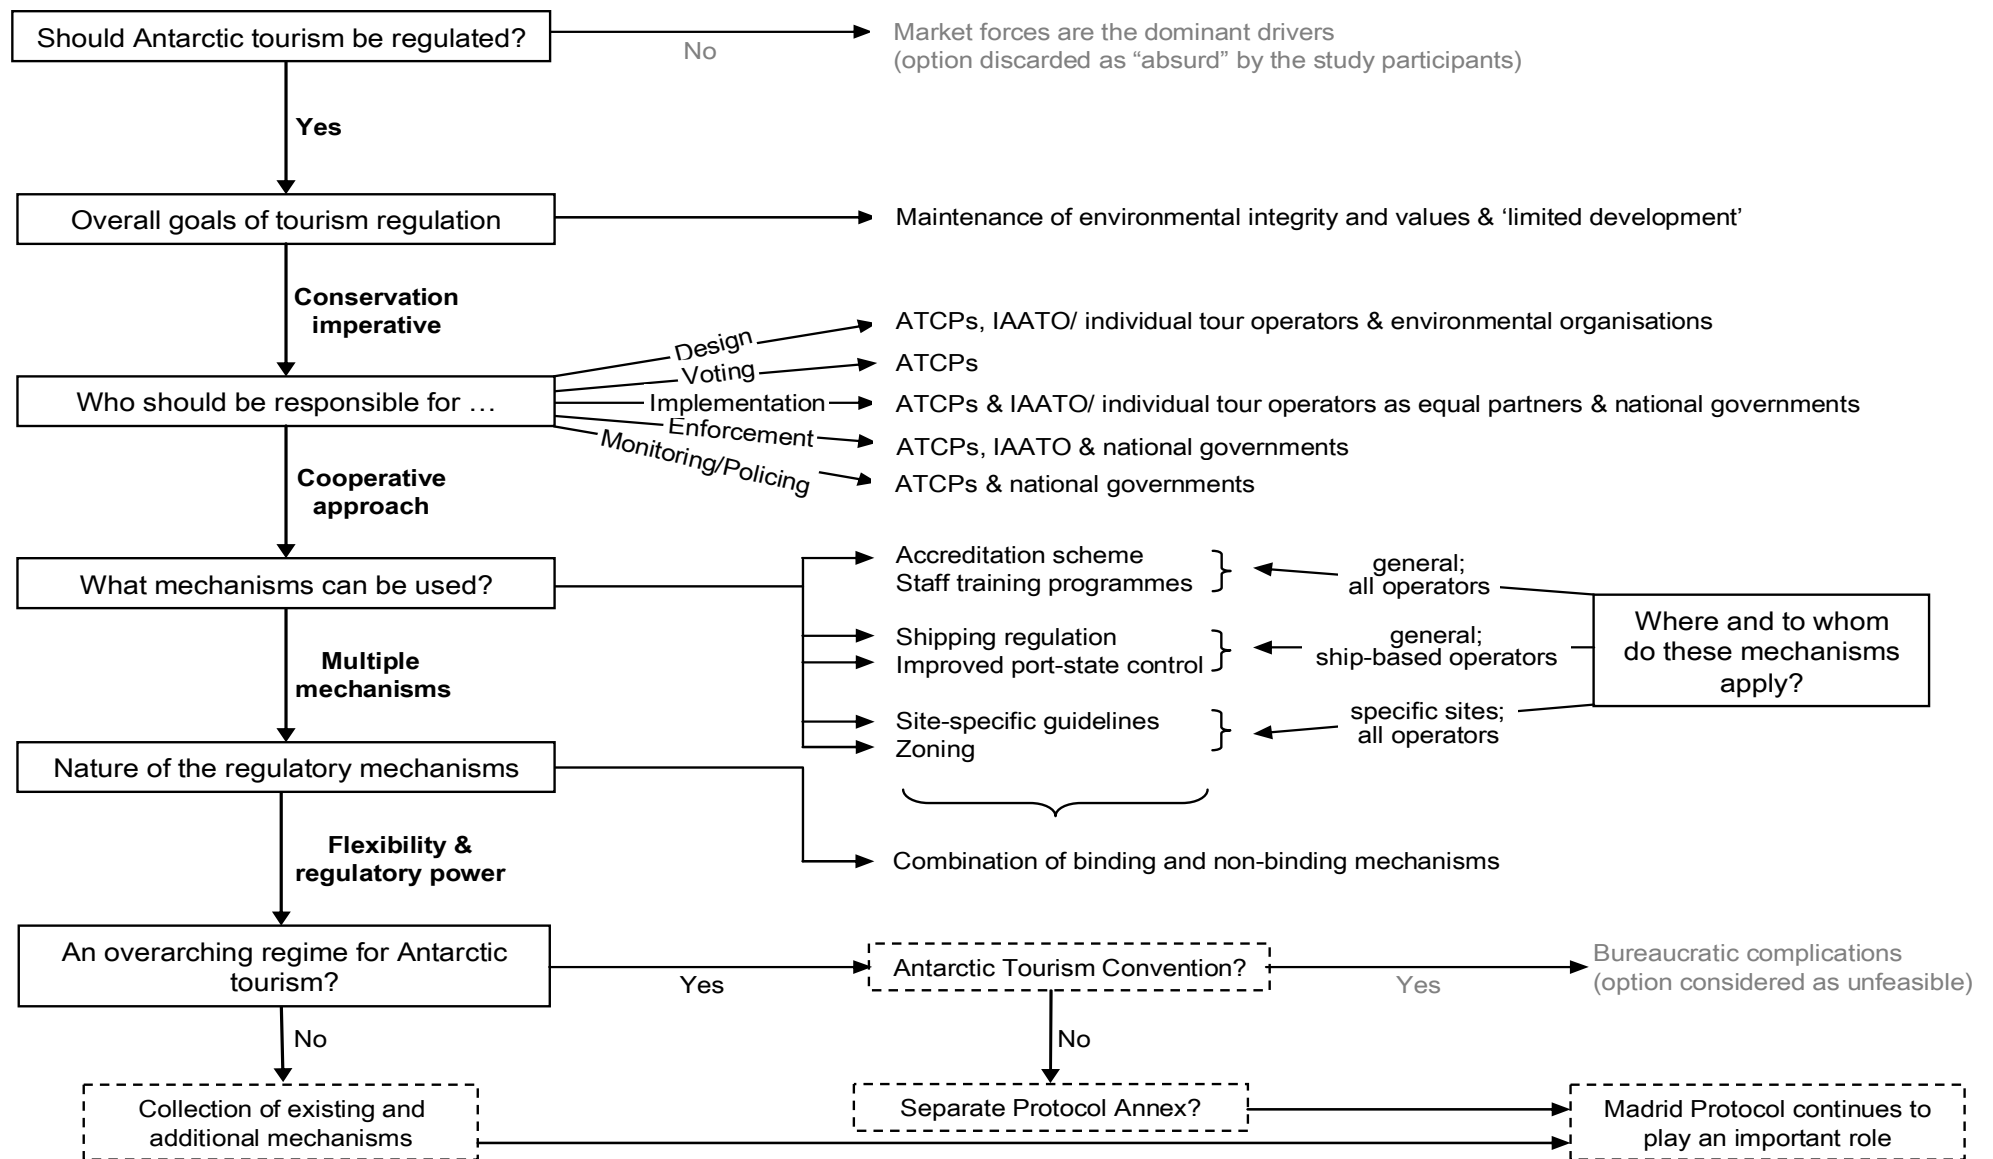 Should Antarctic tourism be regulated?
No
Market forces are the dominant drivers
(option discarded as “absurd” by the study participants)
Yes
Overall goals of tourism regulation
Maintenance of environmental integrity and values & ‘limited development’
Conservation
imperative
Who should be responsible for …
Design
ATCPs, IAATO/ individual tour operators & environmental organisations
Voting
ATCPs
Implementation
ATCPs & IAATO/ individual tour operators as equal partners & national governments
Enforcement
ATCPs, IAATO & national governments
Monitoring/Policing
ATCPs & national governments
Cooperative
approach
What mechanisms can be used?
Accreditation scheme
Staff training programmes
general;
all operators
Shipping regulation
Improved port-state control
general;
ship-based operators
Where and to whom
do these mechanisms
apply?
Site-specific guidelines
Zoning
specific sites;
all operators
Multiple
mechanisms
Nature of the regulatory mechanisms
Combination of binding and non-binding mechanisms
Flexibility &
regulatory power
An overarching regime for Antarctic
tourism?
Yes
Antarctic Tourism Convention?
Yes
Bureaucratic complications
(option considered as unfeasible)
No
No
Collection of existing and
additional mechanisms
Separate Protocol Annex?
Madrid Protocol continues to
play an important role